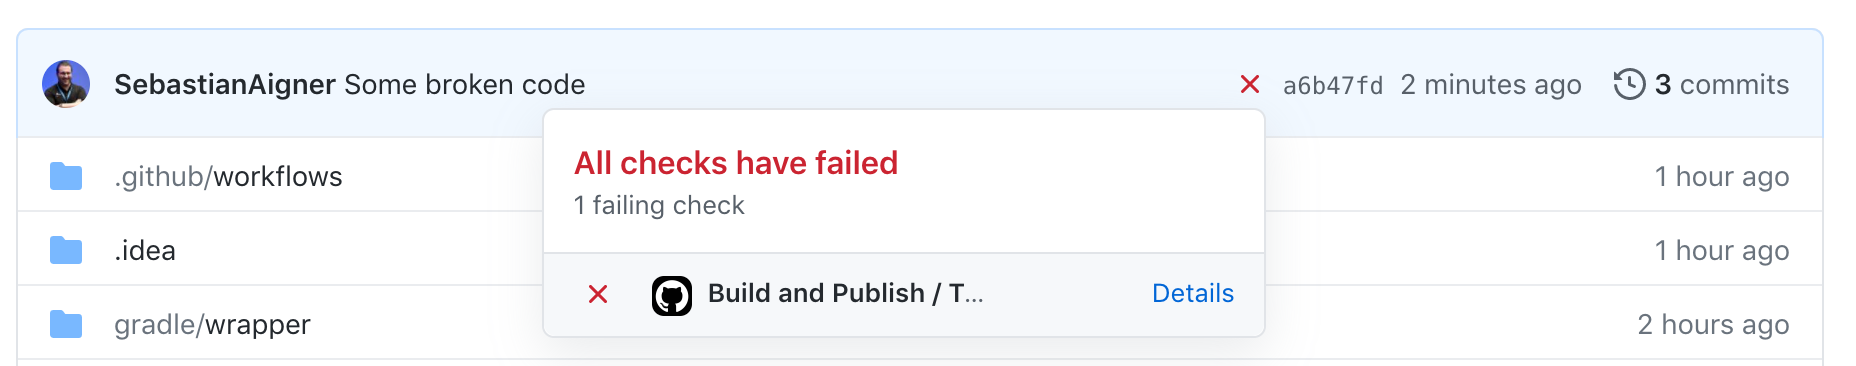 SebastianAigner Some broken code a6b47fd 2 minutes ago 3 commits
All checks have failed
.github/workflows 1 hour ago
1 failing check
.idea 1 hour ago
Build and Publish / T... Details
gradle/wrapper 2 hours ago